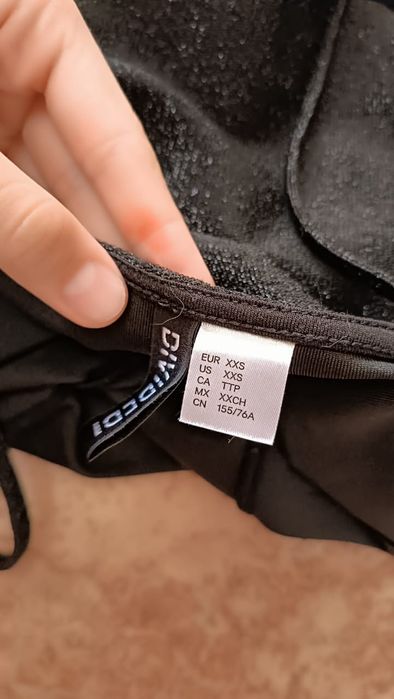 DIVIDED
EUR XXS
US XXS
CA TTP
MX XXCH
CN 155/76A